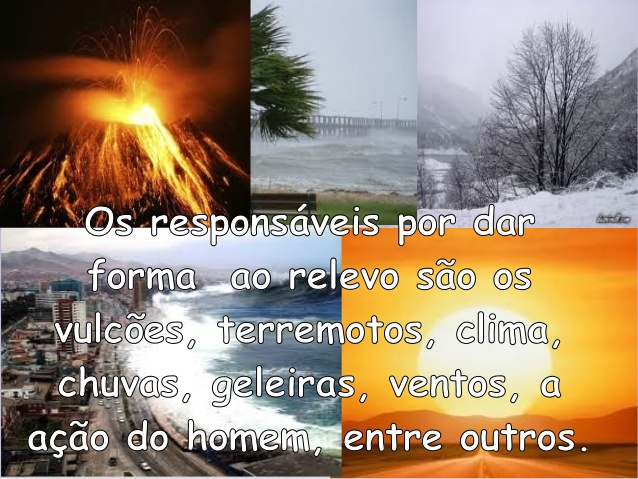 Os responsáveis por dar
forma ao relevo são os
vulcões, terremotos, clima,
chuvas, geleiras, ventos, a
ação do homem, entre outros.